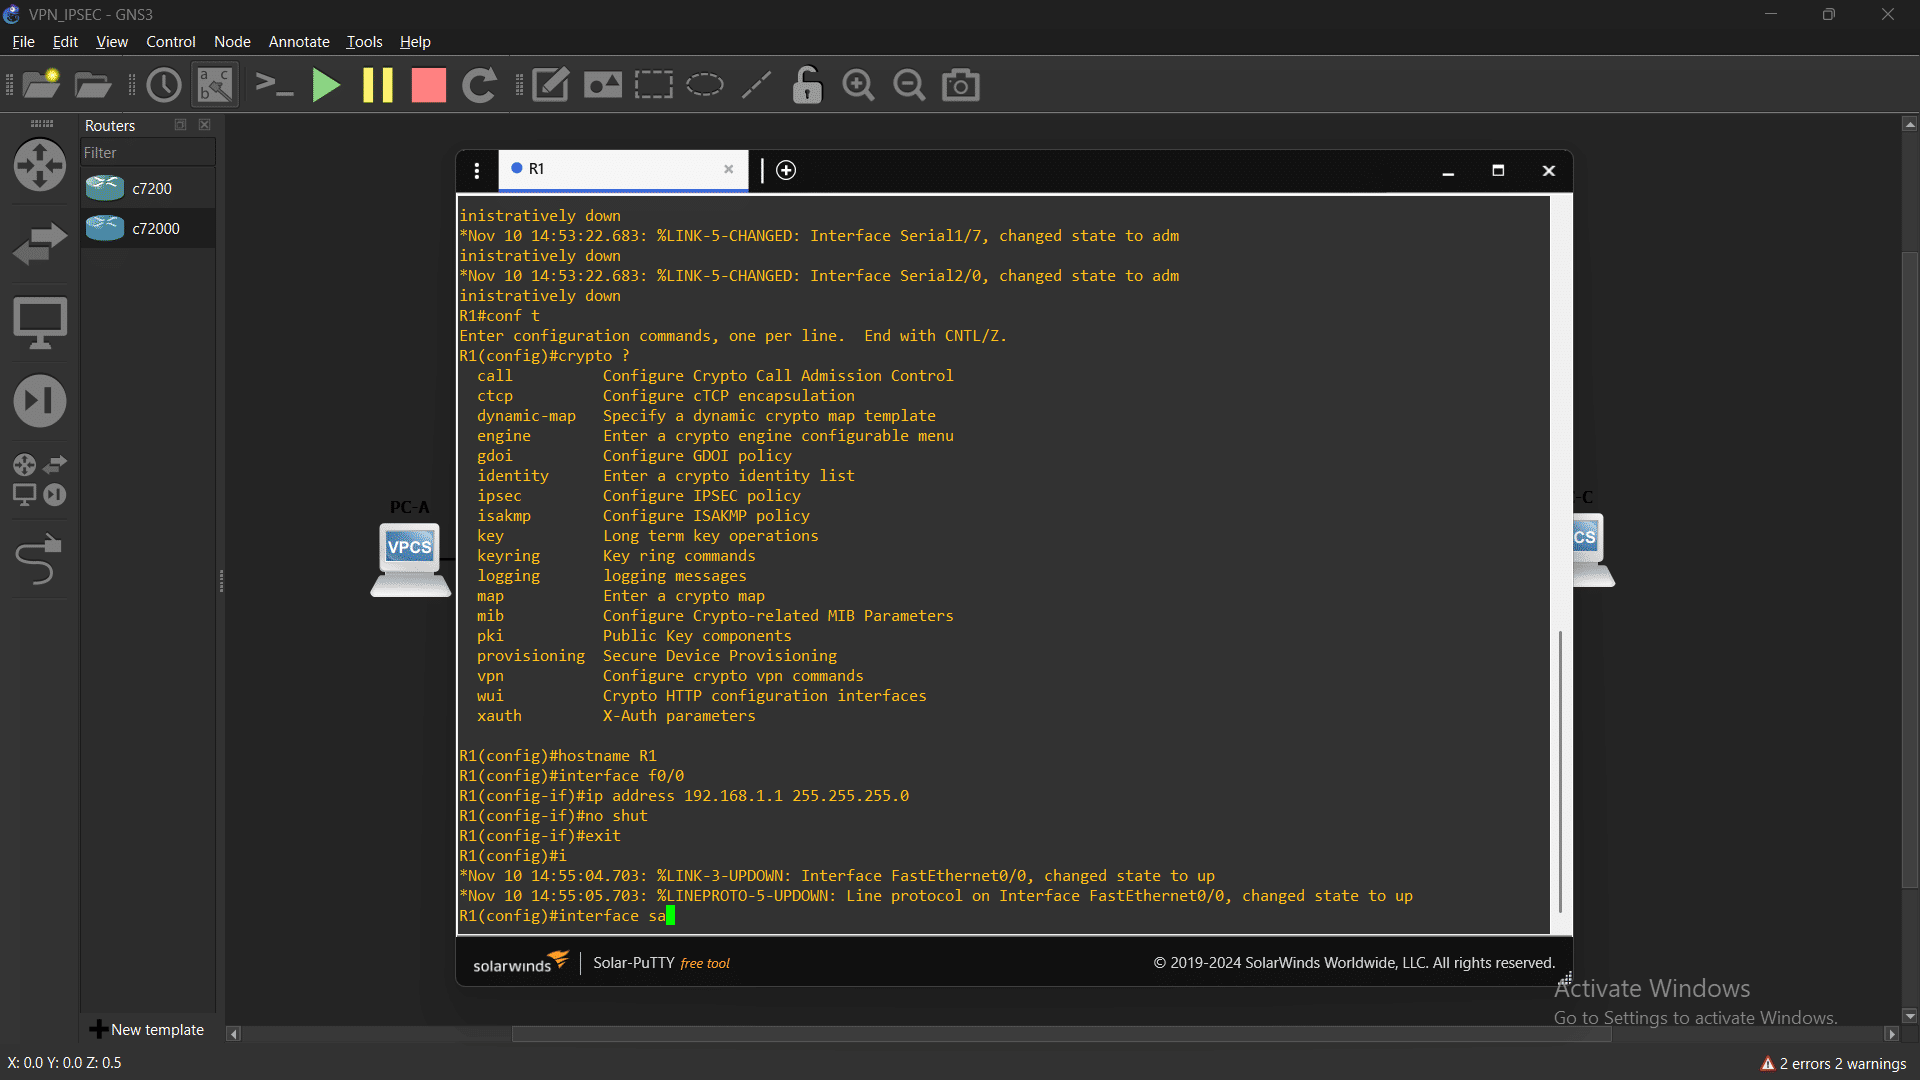 VPN_IPSEC - GNS3
File Edit View Control Node Annotate Tools Help
Routers
Filter
c7200
c72000
New template
PC-A
VPCS
-C
CS
R1
inistratively down
*Nov 10 14:53:22.683: %LINK-5-CHANGED: Interface Serial1/7, changed state to adm
inistratively down
*Nov 10 14:53:22.683: %LINK-5-CHANGED: Interface Serial2/0, changed state to adm
inistratively down
R1#conf t
Enter configuration commands, one per line.  End with CNTL/Z.
R1(config)#crypto ?
  call          Configure Crypto Call Admission Control
  ctcp          Configure cTCP encapsulation
  dynamic-map   Specify a dynamic crypto map template
  engine        Enter a crypto engine configurable menu
  gdoi          Configure GDOI policy
  identity      Enter a crypto identity list
  ipsec         Configure IPSEC policy
  isakmp        Configure ISAKMP policy
  key           Long term key operations
  keyring       Key ring commands
  logging       logging messages
  map           Enter a crypto map
  mib           Configure Crypto-related MIB Parameters
  pki           Public Key components
  provisioning  Secure Device Provisioning
  vpn           Configure crypto vpn commands
  wui           Crypto HTTP configuration interfaces
  xauth         X-Auth parameters
R1(config)#hostname R1
R1(config)#interface f0/0
R1(config-if)#ip address 192.168.1.1 255.255.255.0
R1(config-if)#no shut
R1(config-if)#exit
R1(config)#i
*Nov 10 14:55:04.703: %LINK-3-UPDOWN: Interface FastEthernet0/0, changed state to up
*Nov 10 14:55:05.703: %LINEPROTO-5-UPDOWN: Line protocol on Interface FastEthernet0/0, changed state to up
R1(config)#interface sa
solarwinds
Solar-PuTTY free tool
© 2019-2024 SolarWinds Worldwide, LLC. All rights reserved.
Activate Windows
Go to Settings to activate Windows.
X: 0.0 Y: 0.0 Z: 0.5
2 errors 2 warnings